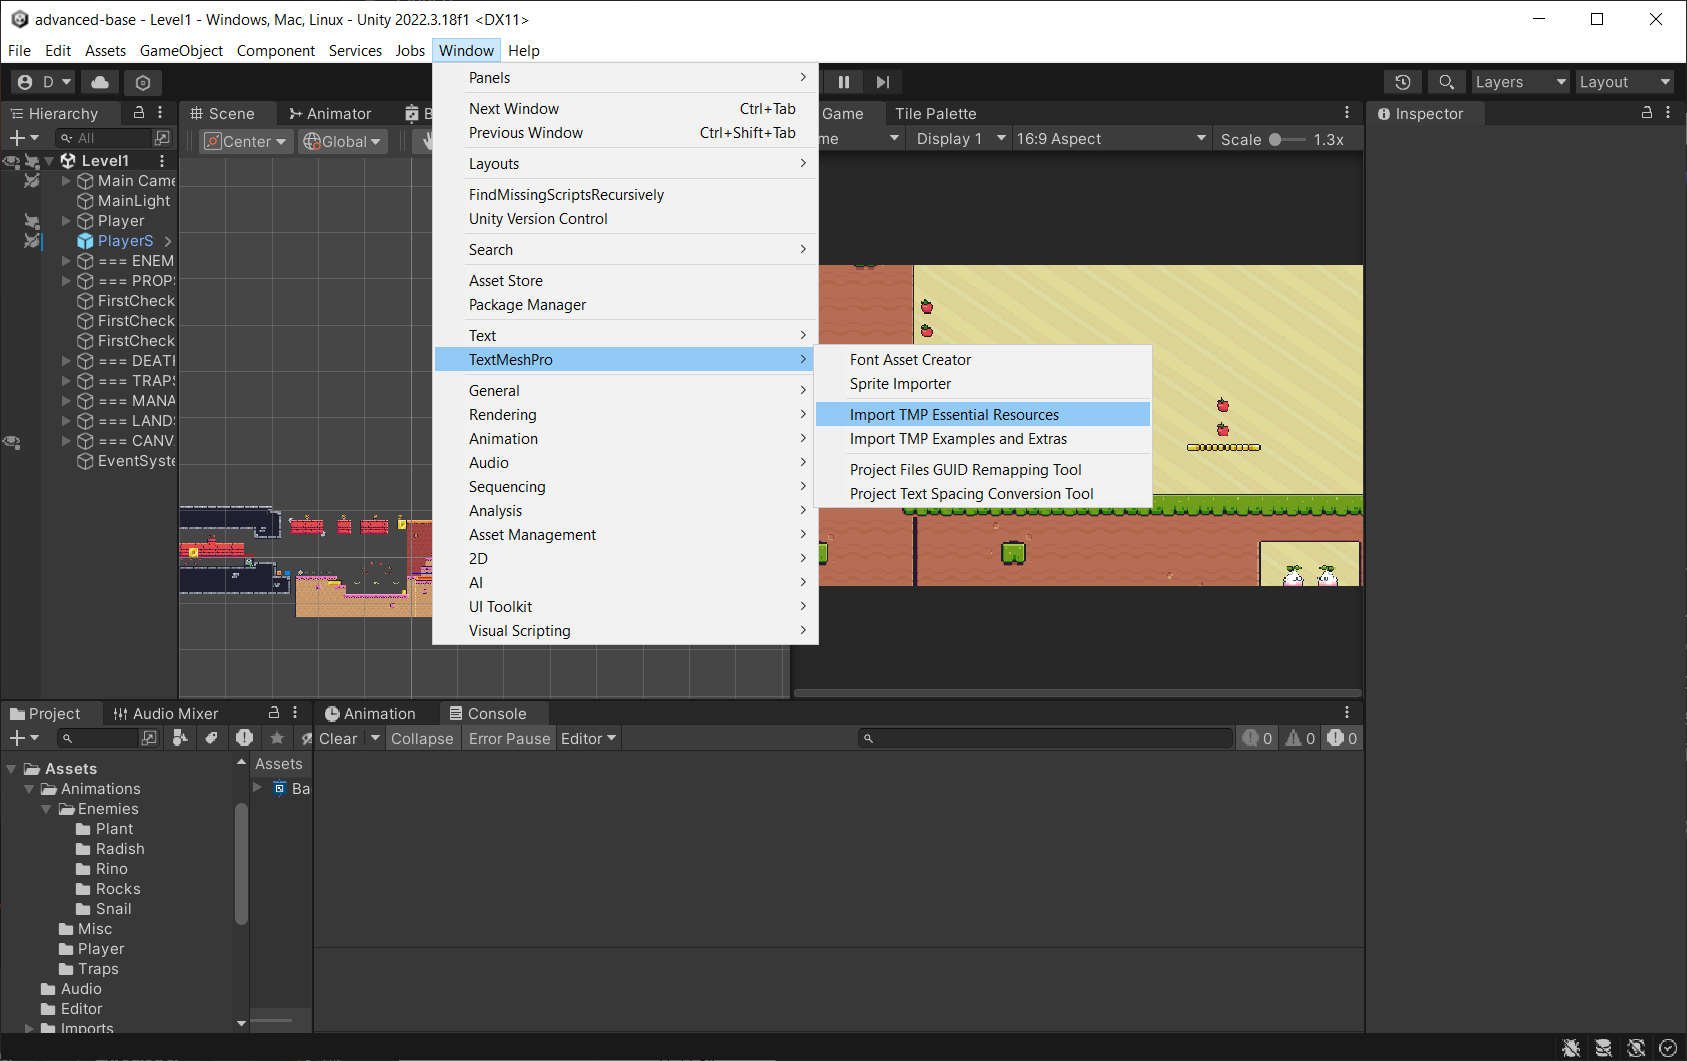 advanced-base - Level1 - Windows, Mac, Linux - Unity 2022.3.18f1 <DX11>
File Edit Assets GameObject Component Services Jobs Window Help
D Layers Layout
Hierarchy
All
Level1
Main Came
MainLight
Player
PlayerS
=== ENEM
=== PROP
FirstCheck
FirstCheck
FirstCheck
=== DEATH
=== TRAPS
=== MANA
=== LANDS
=== CANV
EventSyste
Scene Animator B
Center Global
Panels
Next Window Ctrl+Tab
Previous Window Ctrl+Shift+Tab
Layouts
FindMissingScriptsRecursively
Unity Version Control
Search
Asset Store
Package Manager
Text
TextMeshPro
General
Rendering
Animation
Audio
Sequencing
Analysis
Asset Management
2D
AI
UI Toolkit
Visual Scripting
Font Asset Creator
Sprite Importer
Import TMP Essential Resources
Import TMP Examples and Extras
Project Files GUID Remapping Tool
Project Text Spacing Conversion Tool
Game Tile Palette
me Display 1 16:9 Aspect Scale 1.3x
Inspector
Project Audio Mixer
Assets
Animations
Enemies
Plant
Radish
Rino
Rocks
Snail
Misc
Player
Traps
Audio
Editor
Imports
Assets
Ba
Animation Console
Clear Collapse Error Pause Editor 0 0 0